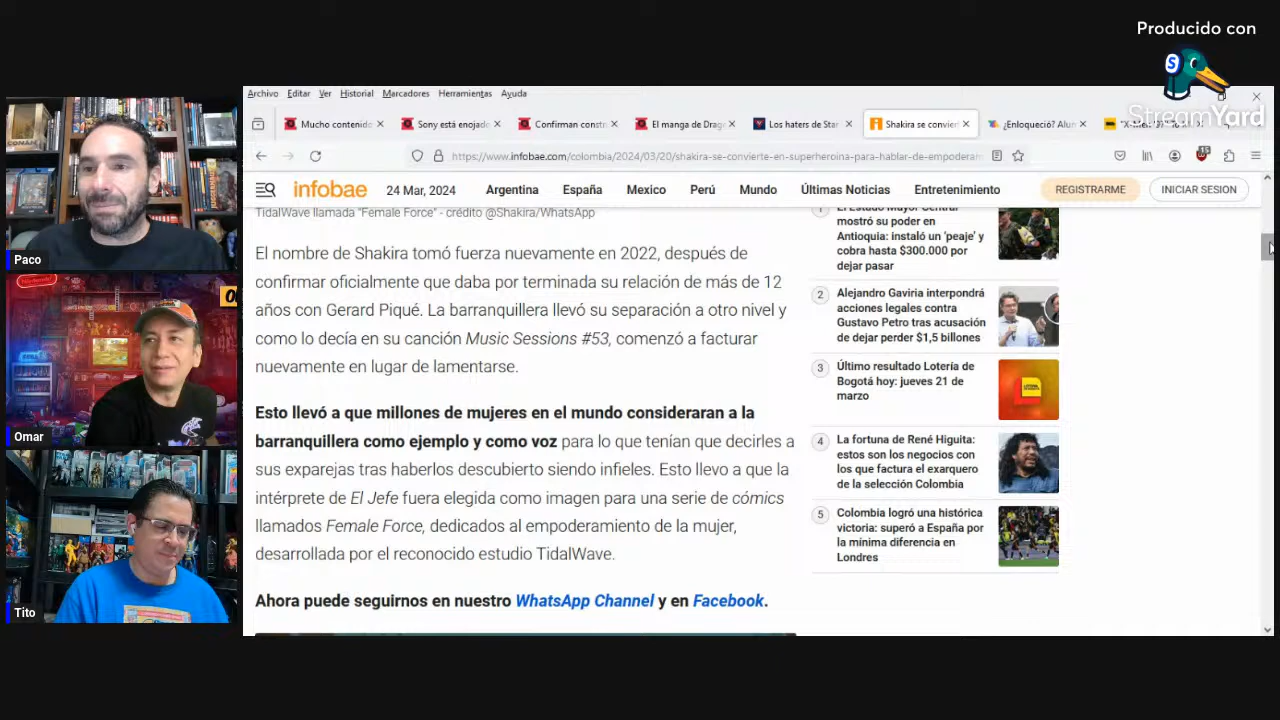 Producido con
StreamYard
Archivo Editar Ver Historial Marcadores Herramientas Ayuda
Mucho contenido
Sony está enojado
Confirman constr
El manga de Drag
Los haters de Star
Shakira se convier
¿Enloqueció? Alun
https://www.infobae.com/colombia/2024/03/20/shakira-se-convierte-en-superheroina-para-hablar-de-empoderam
15
infobae
24 Mar, 2024
Argentina España Mexico Perú Mundo Últimas Noticias Entretenimiento
REGISTRARME
INICIAR SESION
TidalWave llamada "Female Force" - crédito @Shakira/WhatsApp
El nombre de Shakira tomó fuerza nuevamente en 2022, después de
confirmar oficialmente que daba por terminada su relación de más de 12
años con Gerard Piqué. La barranquillera llevó su separación a otro nivel y
como lo decía en su canción Music Sessions #53, comenzó a facturar
nuevamente en lugar de lamentarse.
Esto llevó a que millones de mujeres en el mundo consideraran a la
barranquillera como ejemplo y como voz para lo que tenían que decirles a
sus exparejas tras haberlos descubierto siendo infieles. Esto llevo a que la
intérprete de El Jefe fuera elegida como imagen para una serie de cómics
llamados Female Force, dedicados al empoderamiento de la mujer,
desarrollada por el reconocido estudio TidalWave.
Ahora puede seguirnos en nuestro WhatsApp Channel y en Facebook.
1
El Estado Mayor Central
mostró su poder en
Antioquia: instaló un 'peaje' y
cobra hasta $300.000 por
dejar pasar
2
Alejandro Gaviria interpondrá
acciones legales contra
Gustavo Petro tras acusación
de dejar perder $1,5 billones
3
Último resultado Lotería de
Bogotá hoy: jueves 21 de
marzo
4
La fortuna de René Higuita:
estos son los negocios con
los que factura el exarquero
de la selección Colombia
5
Colombia logró una histórica
victoria: superó a España por
la mínima diferencia en
Londres
Paco
Omar
Tito